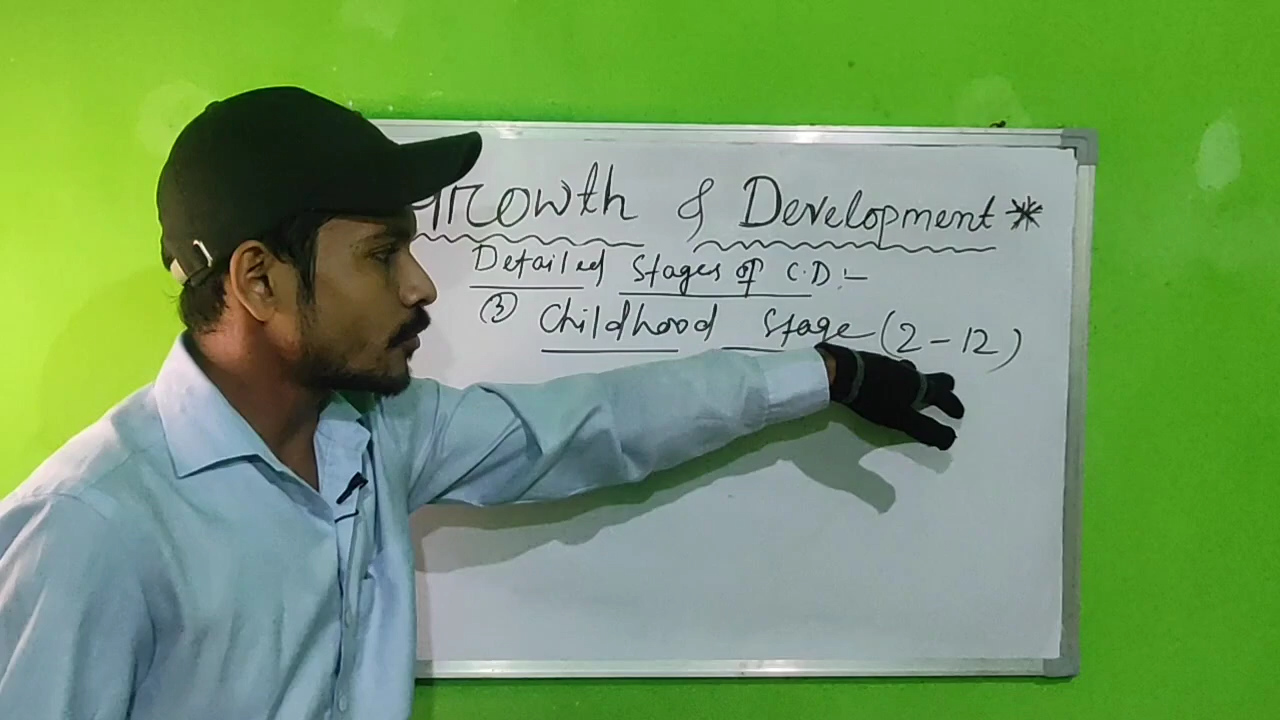 Growth & Development *
Detailed Stages of C.D :-
③ Childhood Stage (2-12)